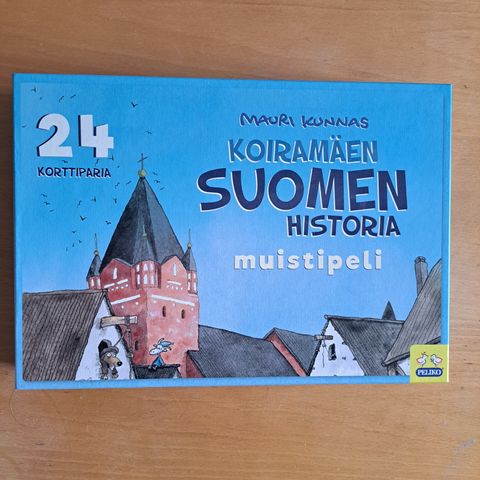 24
KORTTIPARIA
MAURI KUNNAS
KOIRAMÄEN
SUOMEN
HISTORIA
muistipeli
PELIKO